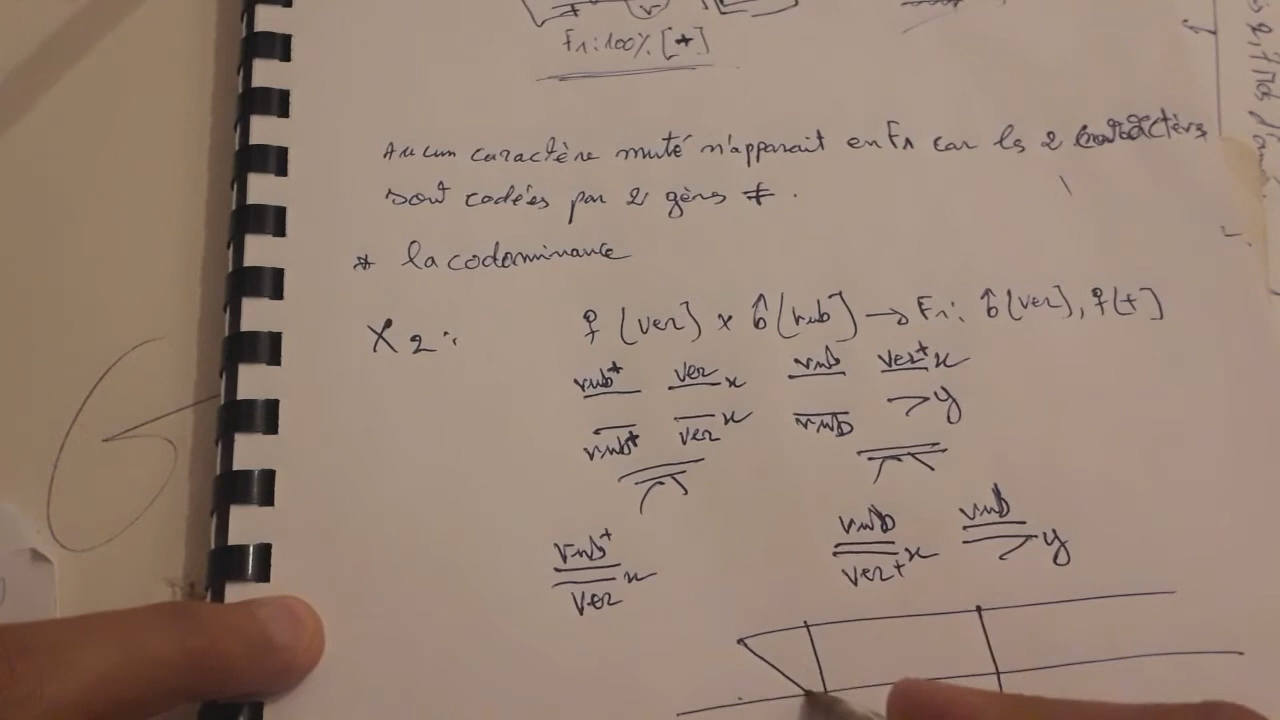 F1 : 100% [+]
Aucun caractère muté n'apparait en F1 car les 2 caractères
sont codées par 2 gènes ≠.
* la codominance
X2: ♀ [ver] x ♂ [rub] → F1: ♂ [ver], ♀ [+]
rub+ ver x rub ver+ x
rub+ ver x rub y
rub+ rub rub
ver x ver+ x y